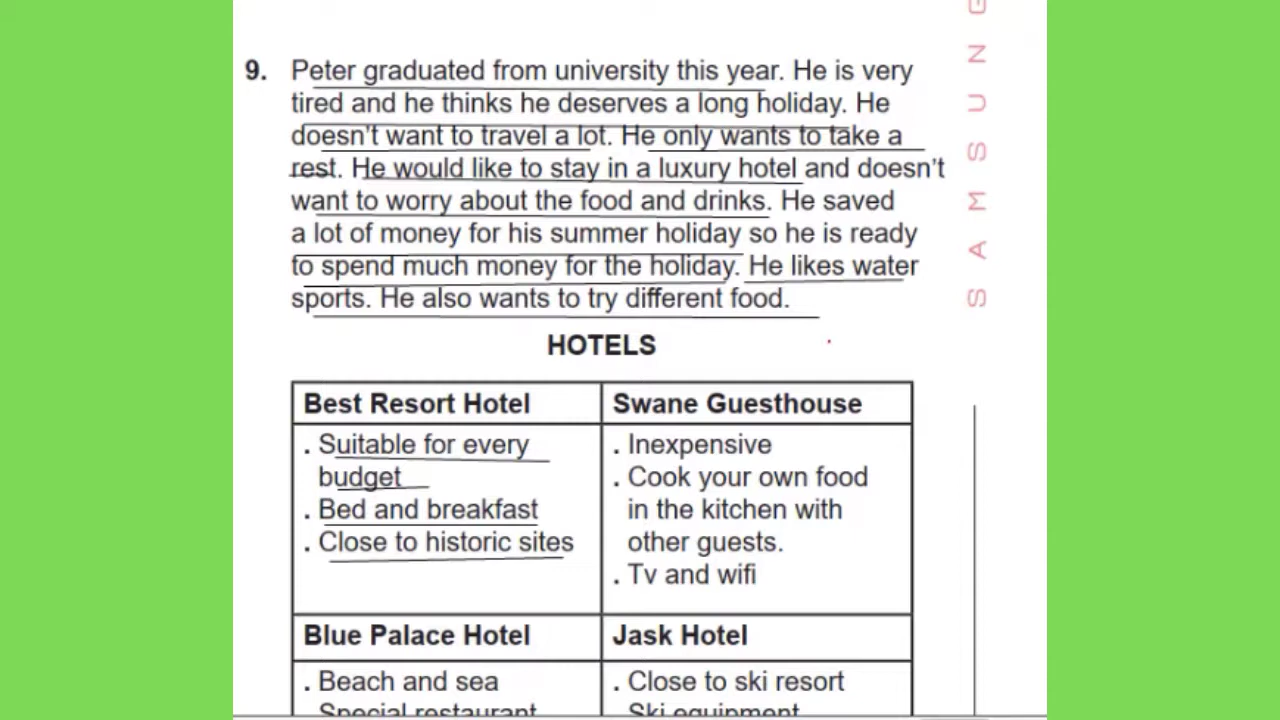 9. Peter graduated from university this year. He is very
tired and he thinks he deserves a long holiday. He
doesn't want to travel a lot. He only wants to take a
rest. He would like to stay in a luxury hotel and doesn't
want to worry about the food and drinks. He saved
a lot of money for his summer holiday so he is ready
to spend much money for the holiday. He likes water
sports. He also wants to try different food.
HOTELS
Best Resort Hotel
. Suitable for every
budget
. Bed and breakfast
. Close to historic sites
Swane Guesthouse
. Inexpensive
. Cook your own food
in the kitchen with
other guests.
. Tv and wifi
Blue Palace Hotel
. Beach and sea
Special restaurant
Jask Hotel
. Close to ski resort
Ski equipment
SAMSUNG